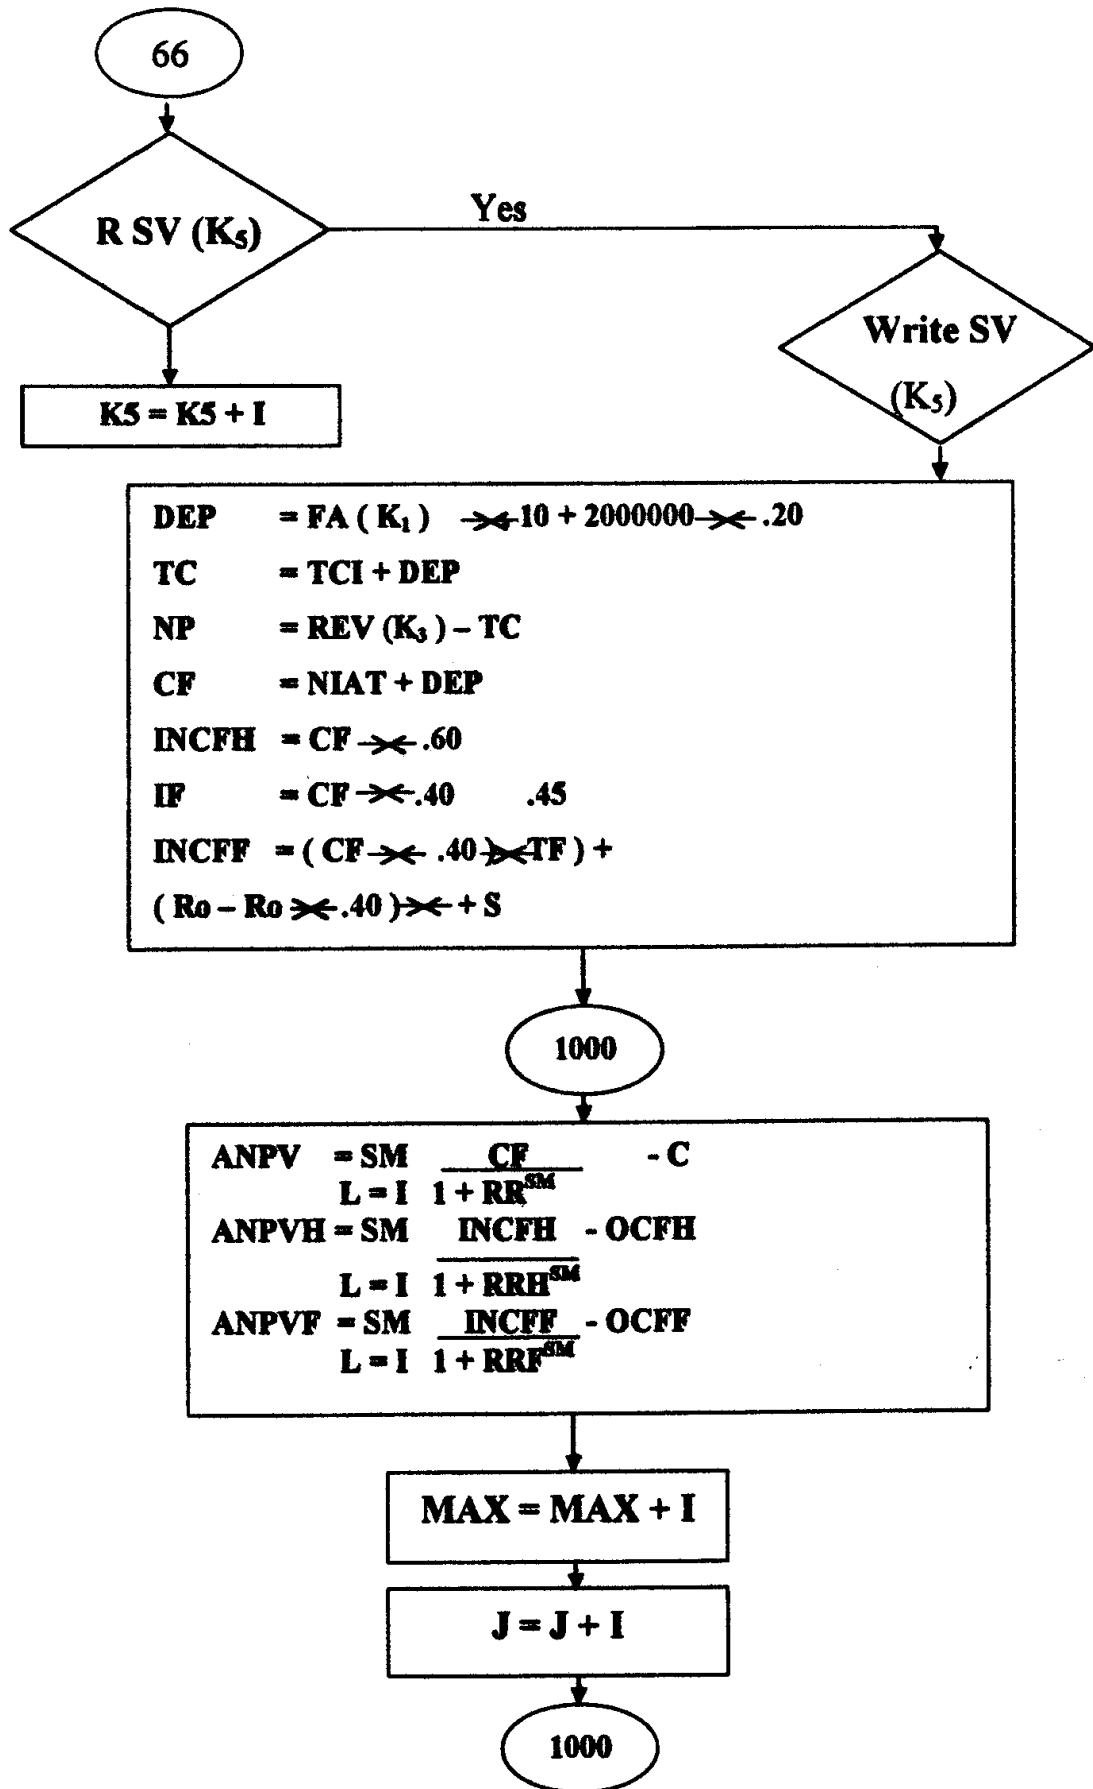 66
R SV (K₅)
Yes
Write SV
(K₅)
K5 = K5 + I
DEP = FA ( K₁ ) 10 + 2000000 .20
TC = TCI + DEP
NP = REV (K₃ ) – TC
CF = NIAT + DEP
INCFH = CF .60
IF = CF .40 .45
INCFF = ( CF .40 ) TF ) +
( Ro – Ro .40 ) + S
1000
ANPV = SM CF - C
L = I 1 + RR^SM
ANPVH = SM INCFH - OCFH
L = I 1 + RRH^SM
ANPVF = SM INCFF - OCFF
L = I 1 + RRF^SM
MAX = MAX + I
J = J + I
1000